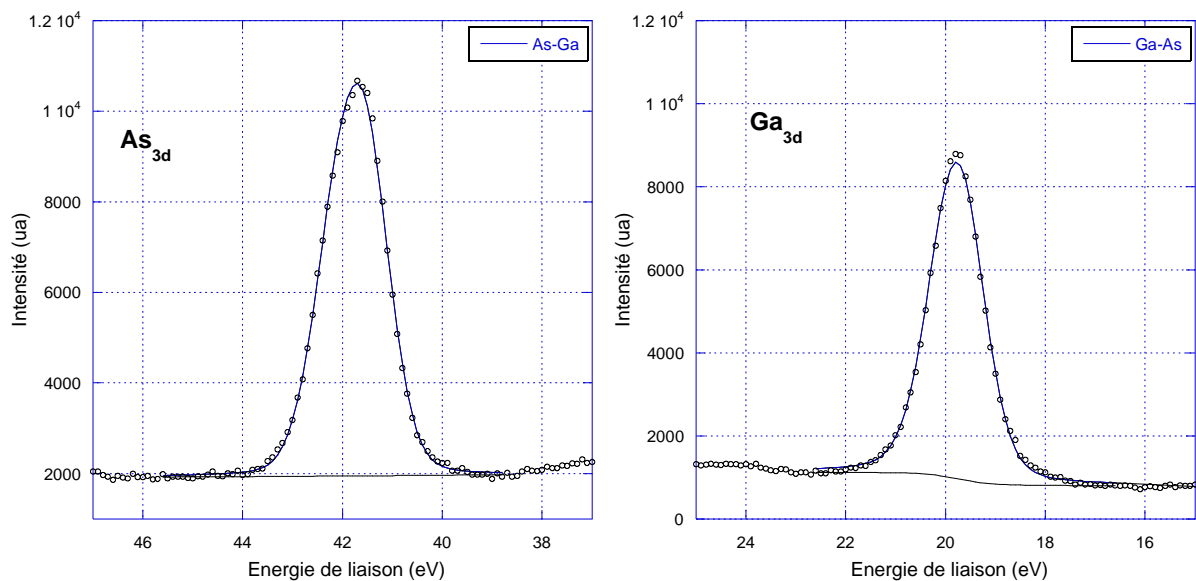 1.2 10⁴
As-Ga
1 10⁴
As3d
8000
6000
4000
2000
46
44
42
40
38
Intensité (ua)
Energie de liaison (eV)
1.2 10⁴
Ga-As
1 10⁴
Ga3d
8000
6000
4000
2000
0
24
22
20
18
16
Intensité (ua)
Energie de liaison (eV)